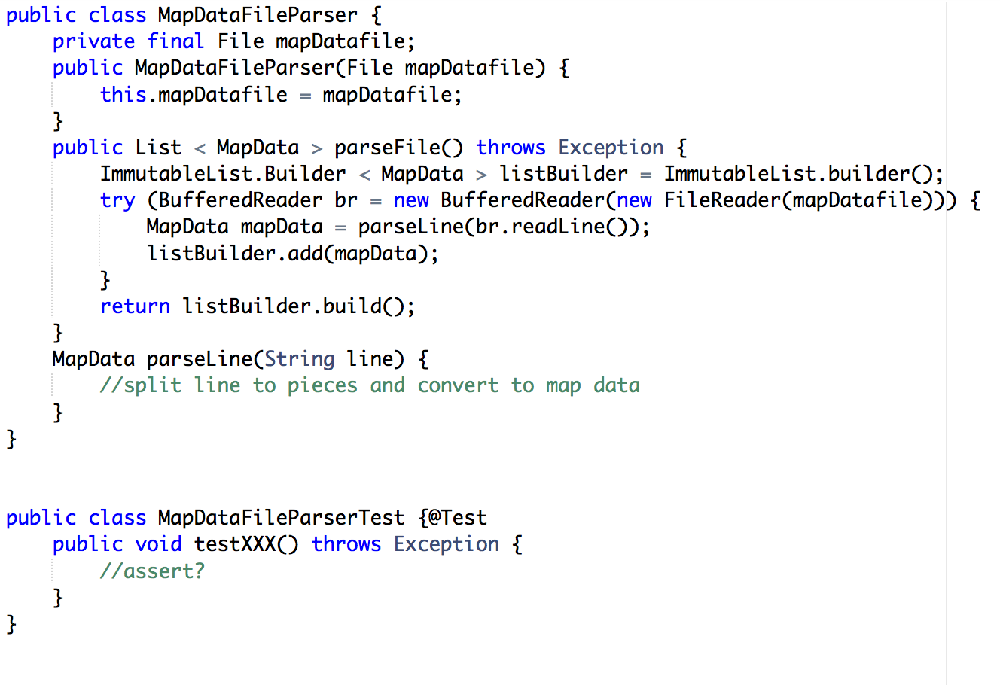 public class MapDataFileParser {
    private final File mapDatafile;
    public MapDataFileParser(File mapDatafile) {
        this.mapDatafile = mapDatafile;
    }
    public List < MapData > parseFile() throws Exception {
        ImmutableList.Builder < MapData > listBuilder = ImmutableList.builder();
        try (BufferedReader br = new BufferedReader(new FileReader(mapDatafile))) {
            MapData mapData = parseLine(br.readLine());
            listBuilder.add(mapData);
        }
        return listBuilder.build();
    }
    MapData parseLine(String line) {
        //split line to pieces and convert to map data
    }
}
public class MapDataFileParserTest {@Test
    public void testXXX() throws Exception {
        //assert?
    }
}